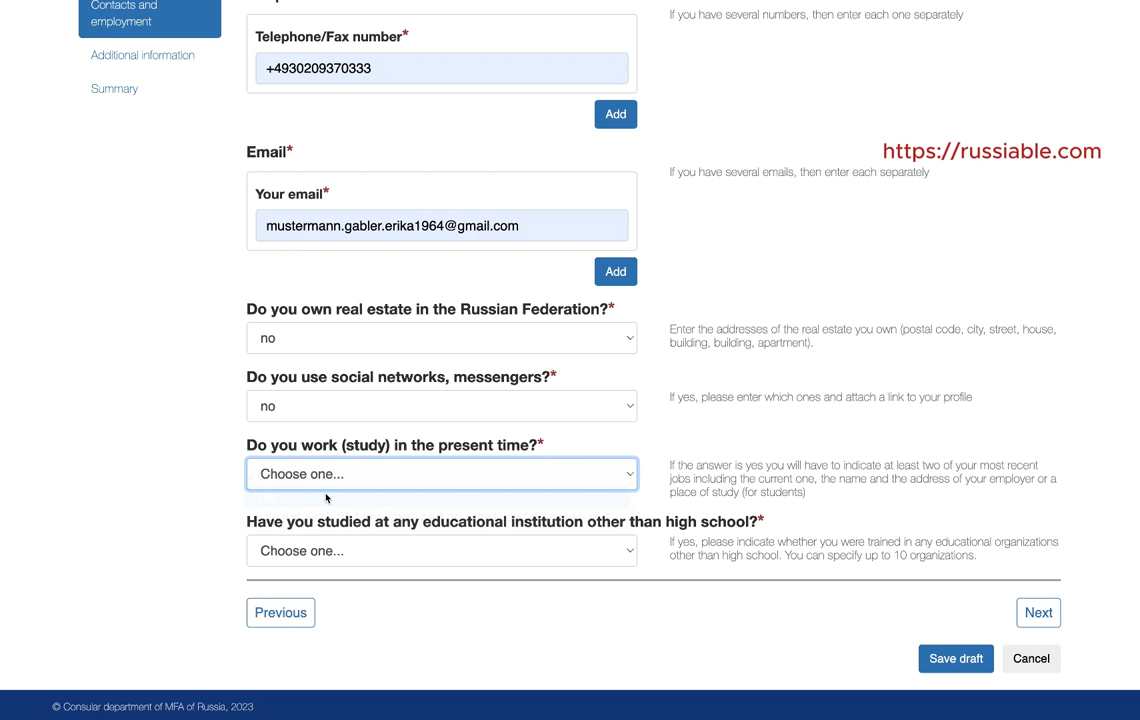 Contacts and
employment
Additional information
Summary
If you have several numbers, then enter each one separately
Telephone/Fax number*
+4930209370333
Add
https://russiable.com
Email*
If you have several emails, then enter each separately
Your email*
mustermann.gabler.erika1964@gmail.com
Add
Do you own real estate in the Russian Federation?*
no
Enter the addresses of the real estate you own (postal code, city, street, house,
building, building, apartment).
Do you use social networks, messengers?*
no
If yes, please enter which ones and attach a link to your profile
Do you work (study) in the present time?*
Choose one...
If the answer is yes you will have to indicate at least two of your most recent
jobs including the current one, the name and the address of your employer or a
place of study (for students)
Have you studied at any educational institution other than high school?*
Choose one...
If yes, please indicate whether you were trained in any educational organizations
other than high school. You can specify up to 10 organizations.
Previous
Next
Save draft
Cancel
© Consular department of MFA of Russia, 2023